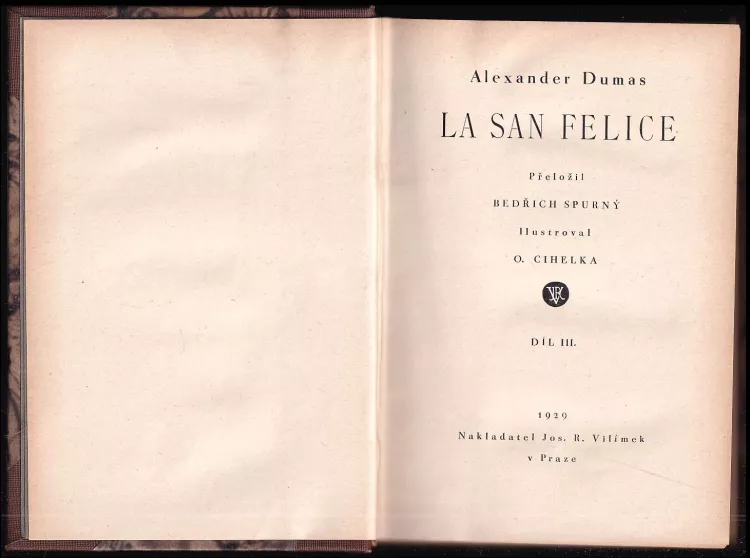 Alexander Dumas
LA SAN FELICE
Přeložil
BEDŘICH SPURNÝ
Ilustroval
O. CIHELKA
DÍL III.
1929
Nakladatel Jos. R. Vilímek
v Praze